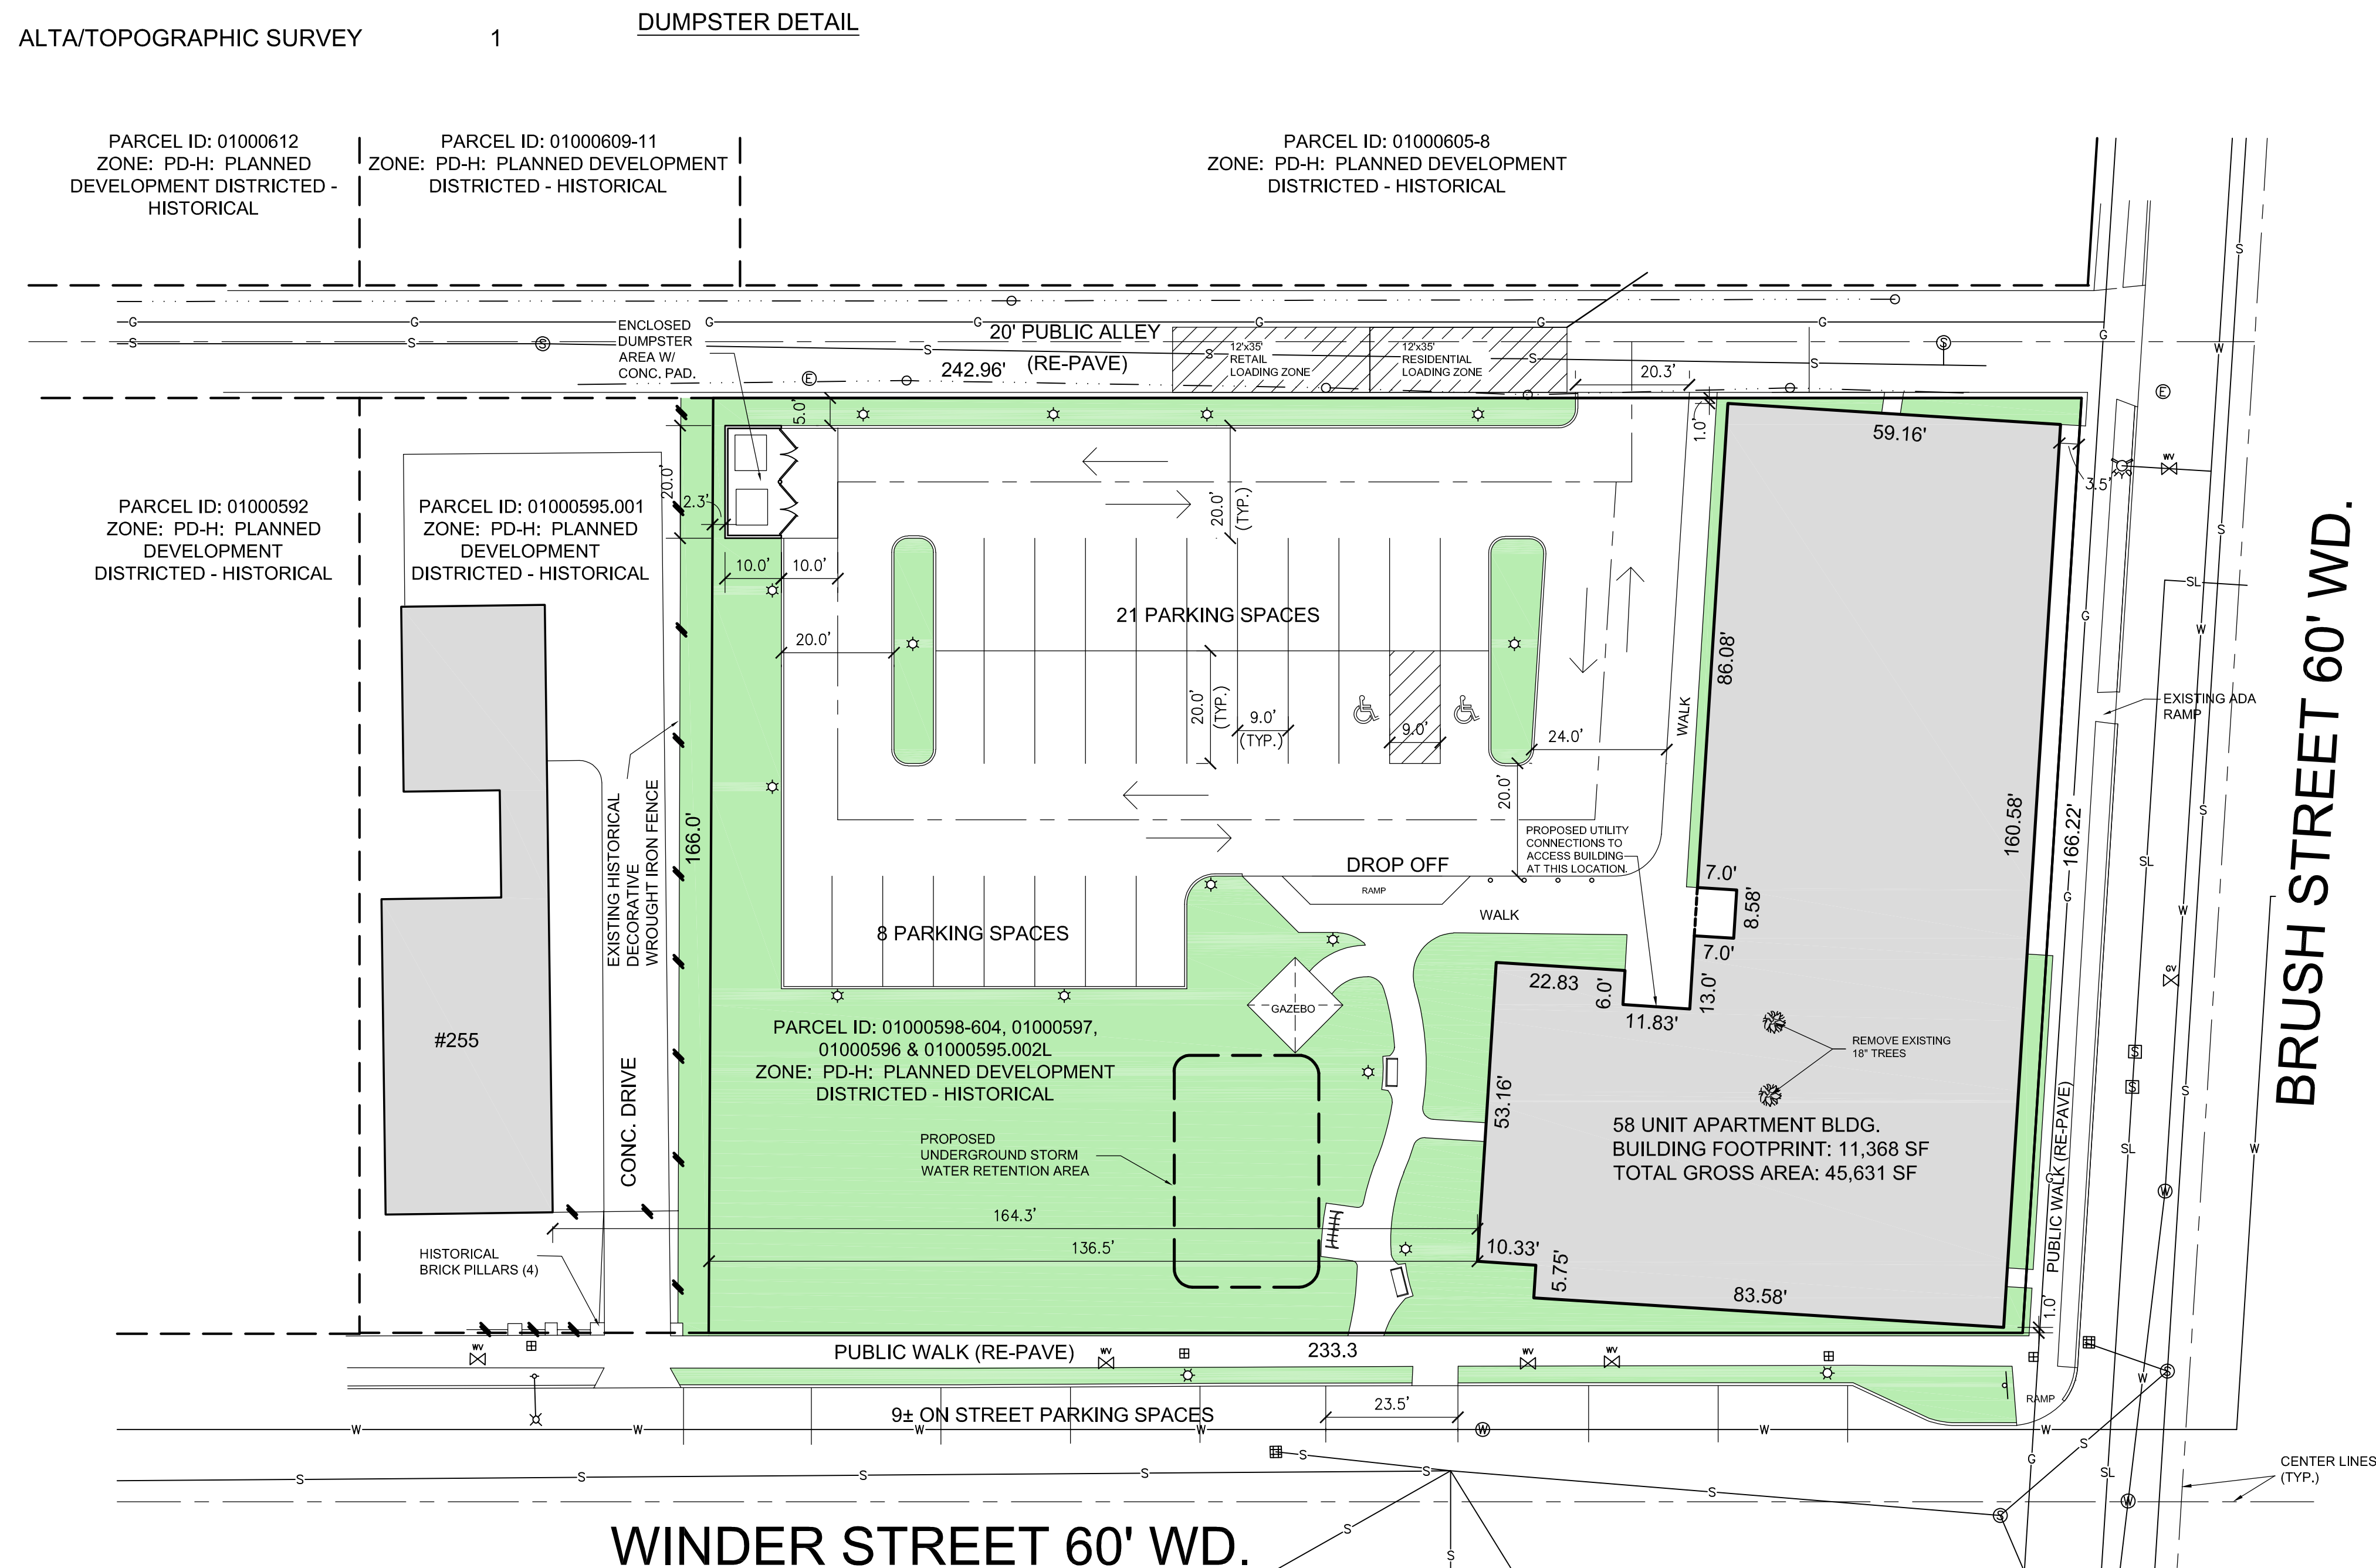 DUMPSTER DETAIL
ALTA/TOPOGRAPHIC SURVEY 1
PARCEL ID: 01000612
ZONE: PD-H: PLANNED
DEVELOPMENT DISTRICTED -
HISTORICAL
PARCEL ID: 01000609-11
ZONE: PD-H: PLANNED DEVELOPMENT
DISTRICTED - HISTORICAL
PARCEL ID: 01000605-8
ZONE: PD-H: PLANNED DEVELOPMENT
DISTRICTED - HISTORICAL
ENCLOSED
DUMPSTER
AREA W/
CONC. PAD.
20' PUBLIC ALLEY
(RE-PAVE)
242.96'
12'x35'
RETAIL
LOADING ZONE
12'x35'
RESIDENTIAL
LOADING ZONE
20.3'
5.0'
1.0'
59.16'
3.5'
20.0'
2.3'
20.0'
(TYP.)
PARCEL ID: 01000592
ZONE: PD-H: PLANNED
DEVELOPMENT
DISTRICTED - HISTORICAL
PARCEL ID: 01000595.001
ZONE: PD-H: PLANNED
DEVELOPMENT
DISTRICTED - HISTORICAL
10.0'
10.0'
21 PARKING SPACES
20.0'
20.0'
(TYP.)
9.0'
(TYP.)
9.0'
24.0'
WALK
86.08'
EXISTING ADA
RAMP
BRUSH STREET 60' WD.
EXISTING HISTORICAL
DECORATIVE
WROUGHT IRON FENCE
166.0'
20.0'
PROPOSED UTILITY
CONNECTIONS TO
ACCESS BUILDING
AT THIS LOCATION.
DROP OFF
RAMP
WALK
7.0'
8.58'
7.0'
160.58'
166.22'
8 PARKING SPACES
22.83
6.0'
11.83'
13.0'
GAZEBO
#255
PARCEL ID: 01000598-604, 01000597,
01000596 & 01000595.002L
ZONE: PD-H: PLANNED DEVELOPMENT
DISTRICTED - HISTORICAL
REMOVE EXISTING
18" TREES
CONC. DRIVE
53.16'
58 UNIT APARTMENT BLDG.
BUILDING FOOTPRINT: 11,368 SF
TOTAL GROSS AREA: 45,631 SF
PROPOSED
UNDERGROUND STORM
WATER RETENTION AREA
PUBLIC WALK (RE-PAVE)
164.3'
136.5'
10.33'
5.75'
83.58'
1.0'
HISTORICAL
BRICK PILLARS (4)
PUBLIC WALK (RE-PAVE)
233.3
9± ON STREET PARKING SPACES
23.5'
RAMP
CENTER LINES
(TYP.)
WINDER STREET 60' WD.